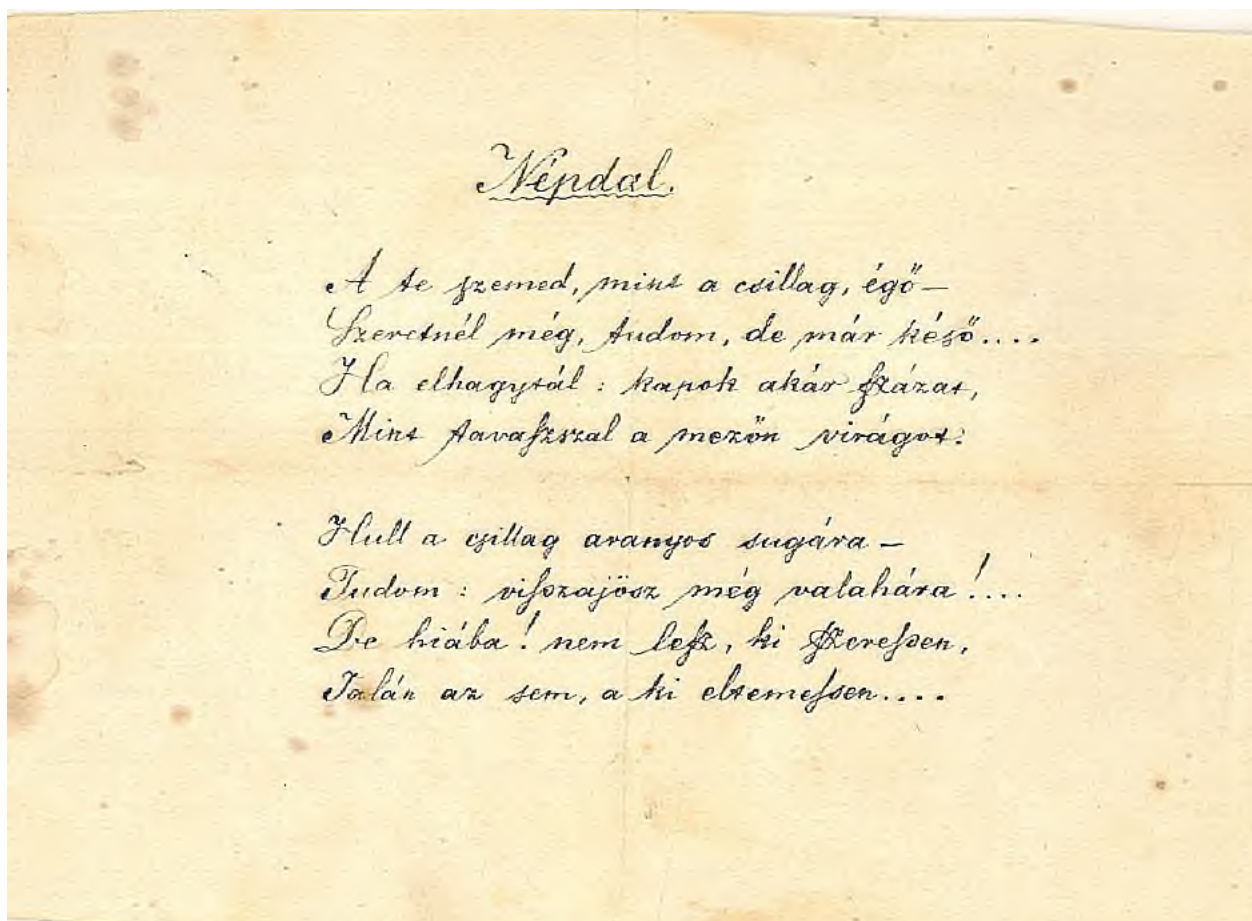 Népdal.
A te szemed, mint a csillag, égő—
Szeretnél még, tudom, de már késő....
Ha elhagytál : kapok akár százat,
Mint tavaszszal a mezőn virágot.
Hull a csillag aranyos sugára —
Tudom : visszajösz még valahára!....
De hiába! nem lesz, ki szeressen,
Talán az sem, a ki eltemessen....